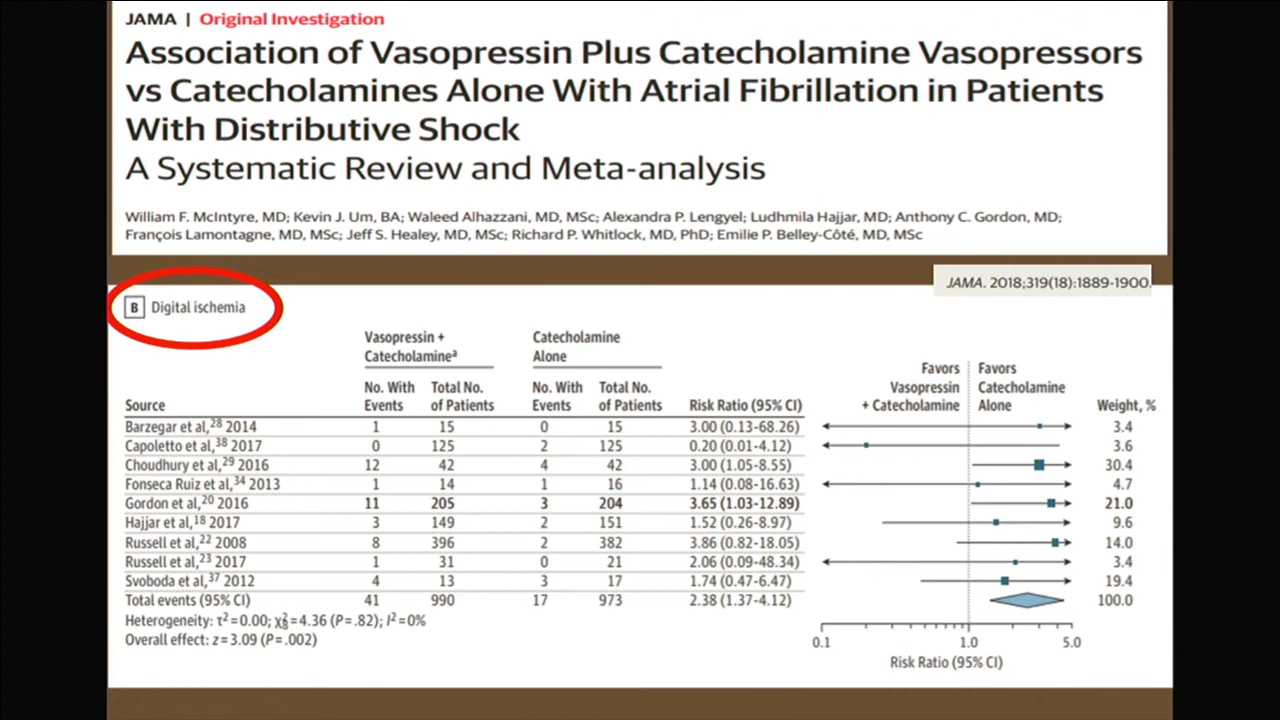 JAMA | Original Investigation
Association of Vasopressin Plus Catecholamine Vasopressors
vs Catecholamines Alone With Atrial Fibrillation in Patients
With Distributive Shock
A Systematic Review and Meta-analysis
William F. McIntyre, MD; Kevin J. Um, BA; Waleed Alhazzani, MD, MSc; Alexandra P. Lengyel; Ludhmila Hajjar, MD; Anthony C. Gordon, MD;
François Lamontagne, MD, MSc; Jeff S. Healey, MD, MSc; Richard P. Whitlock, MD, PhD; Emilie P. Belley-Côté, MD, MSc
JAMA. 2018;319(18):1889-1900.
B Digital ischemia
Vasopressin + Catecholamine
Catecholamineª Alone
Favors Favors
No. With Total No. No. With Total No. Vasopressin Catecholamine
Source Events of Patients Events of Patients Risk Ratio (95% CI) + Catecholamine Alone Weight, %
Barzegar et al,28 2014 1 15 0 15 3.00 (0.13-68.26) 3.4
Capoletto et al,38 2017 0 125 2 125 0.20 (0.01-4.12) 3.6
Choudhury et al,29 2016 12 42 4 42 3.00 (1.05-8.55) 30.4
Fonseca Ruiz et al,34 2013 1 14 1 16 1.14 (0.08-16.63) 4.7
Gordon et al,20 2016 11 205 3 204 3.65 (1.03-12.89) 21.0
Hajjar et al,18 2017 3 149 2 151 1.52 (0.26-8.97) 9.6
Russell et al,22 2008 8 396 2 382 3.86 (0.82-18.05) 14.0
Russell et al,23 2017 1 31 0 21 2.06 (0.09-48.34) 3.4
Svoboda et al,37 2012 4 13 3 17 1.74 (0.47-6.47) 19.4
Total events (95% CI) 41 990 17 973 2.38 (1.37-4.12) 100.0
Heterogeneity: τ²=0.00; χ²₈=4.36 (P=.82); I²=0%
Overall effect: z=3.09 (P=.002)
0.1 1.0 5.0
Risk Ratio (95% CI)